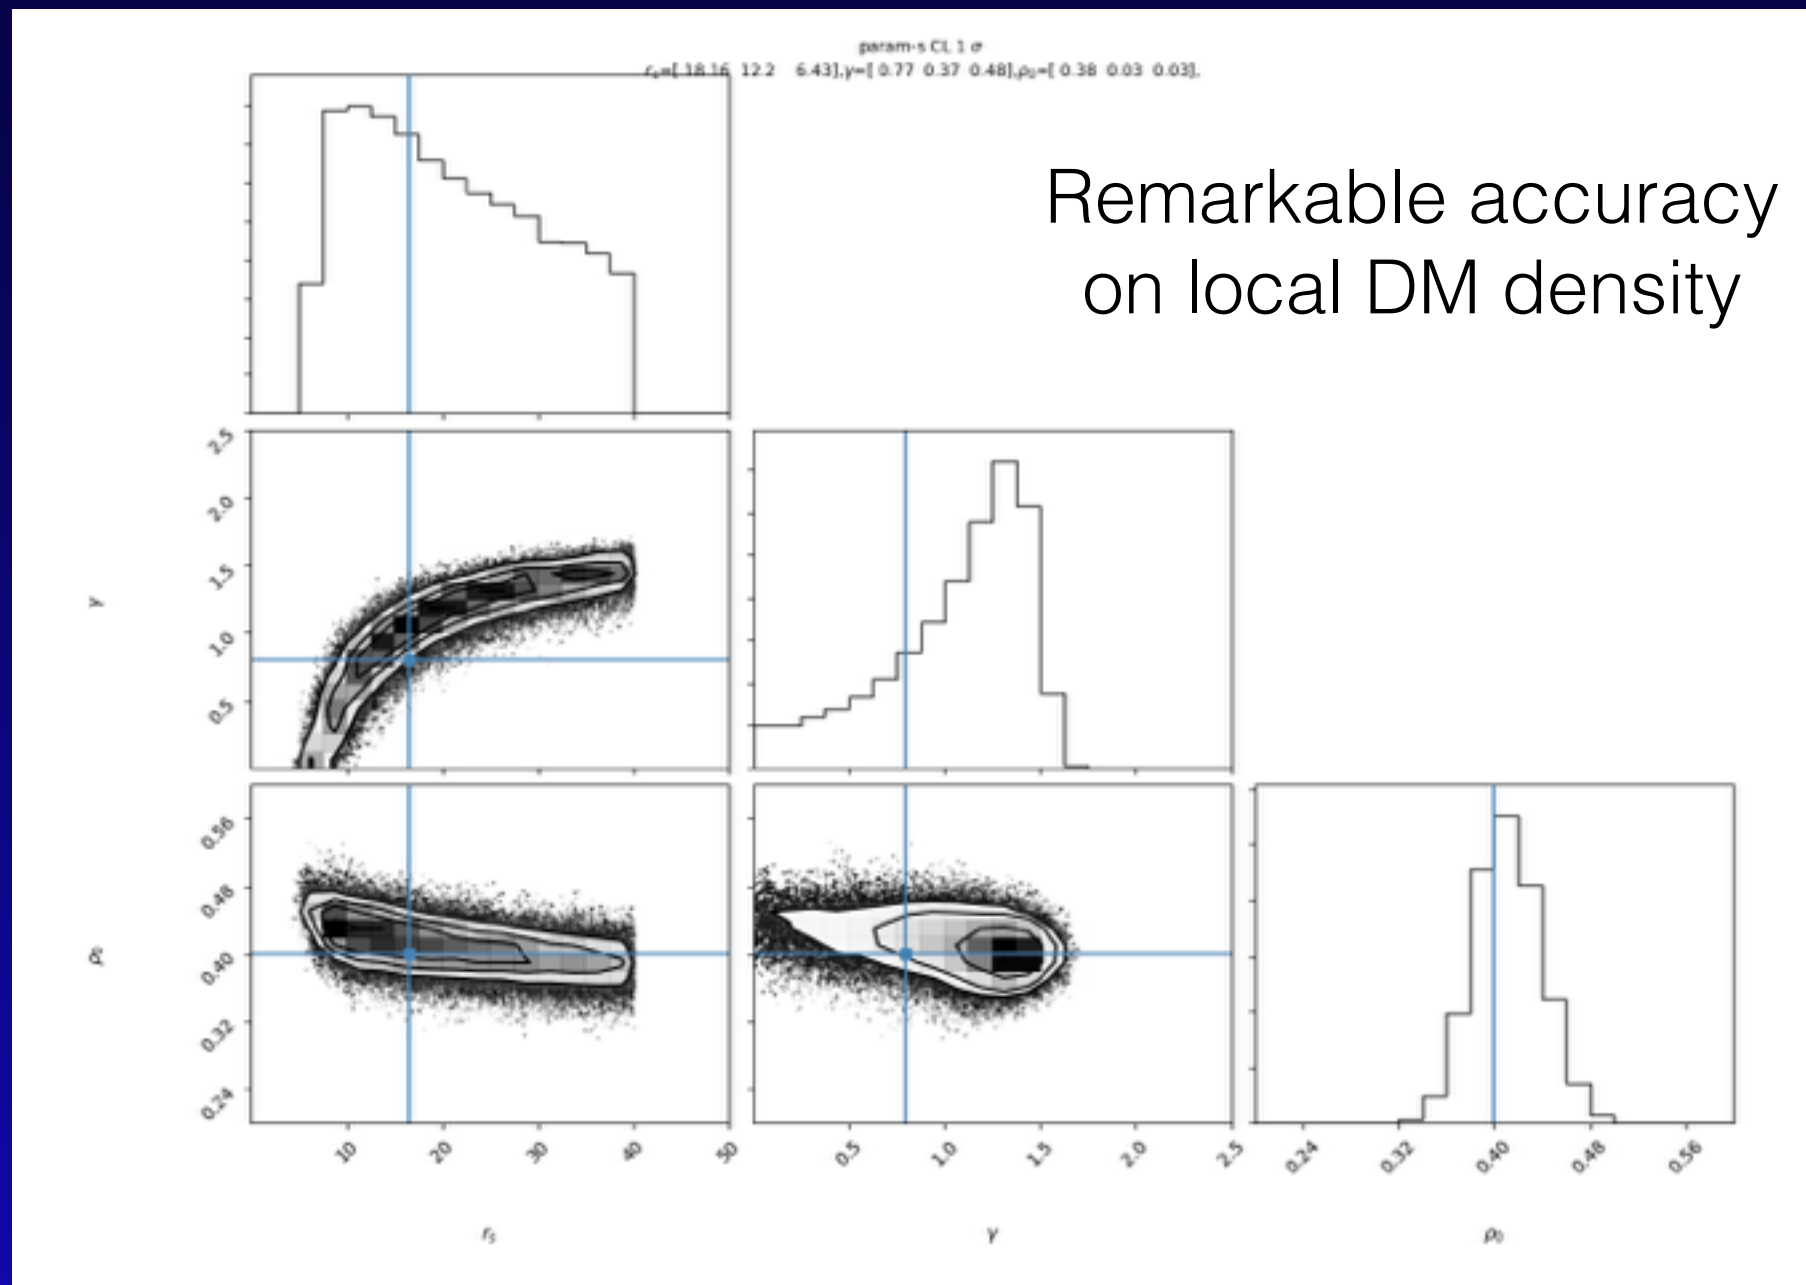 param-s CL 1 σ
r_s=[ 18.16 12.2 6.43],γ=[ 0.77 0.37 0.48],ρ₀=[ 0.38 0.03 0.03],
Remarkable accuracy
on local DM density
2.5
2.0
1.5
1.0
0.5
γ
0.56
0.48
0.40
0.32
0.24
ρ₀
10 20 30 40 50
0.5 1.0 1.5 2.0 2.5
0.24 0.32 0.40 0.48 0.56
r_s γ ρ₀